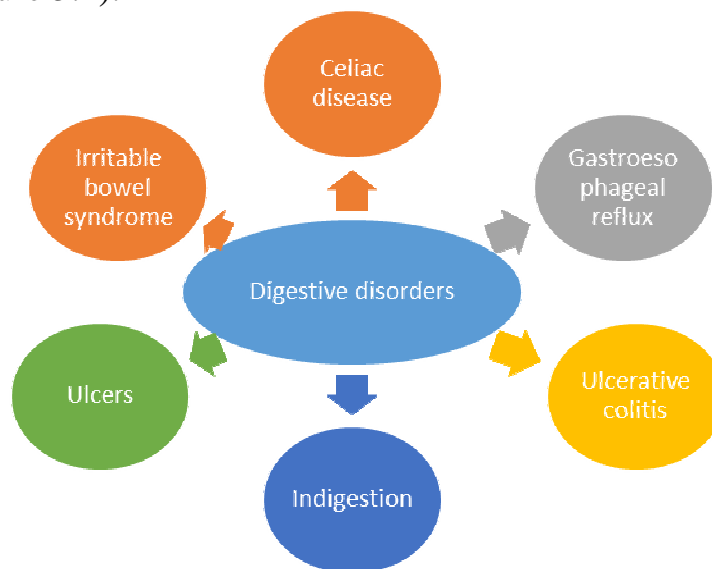 Celiac
disease
Irritable
bowel
syndrome
Gastroeso
phageal
reflux
Digestive disorders
Ulcers
Ulcerative
colitis
Indigestion